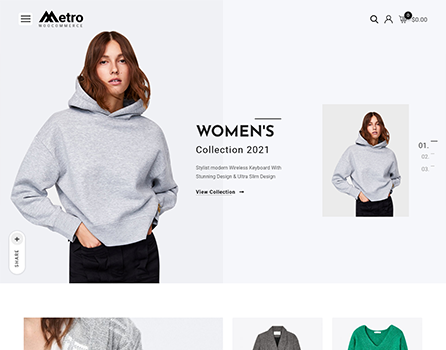 Metro
WOOCOMMERCE
0
$0.00
WOMEN'S
Collection 2021
Stylist modern Wireless Keyboard With
Stunning Design & Ultra Slim Design
View Collection
01.
02.
03.
SHARE